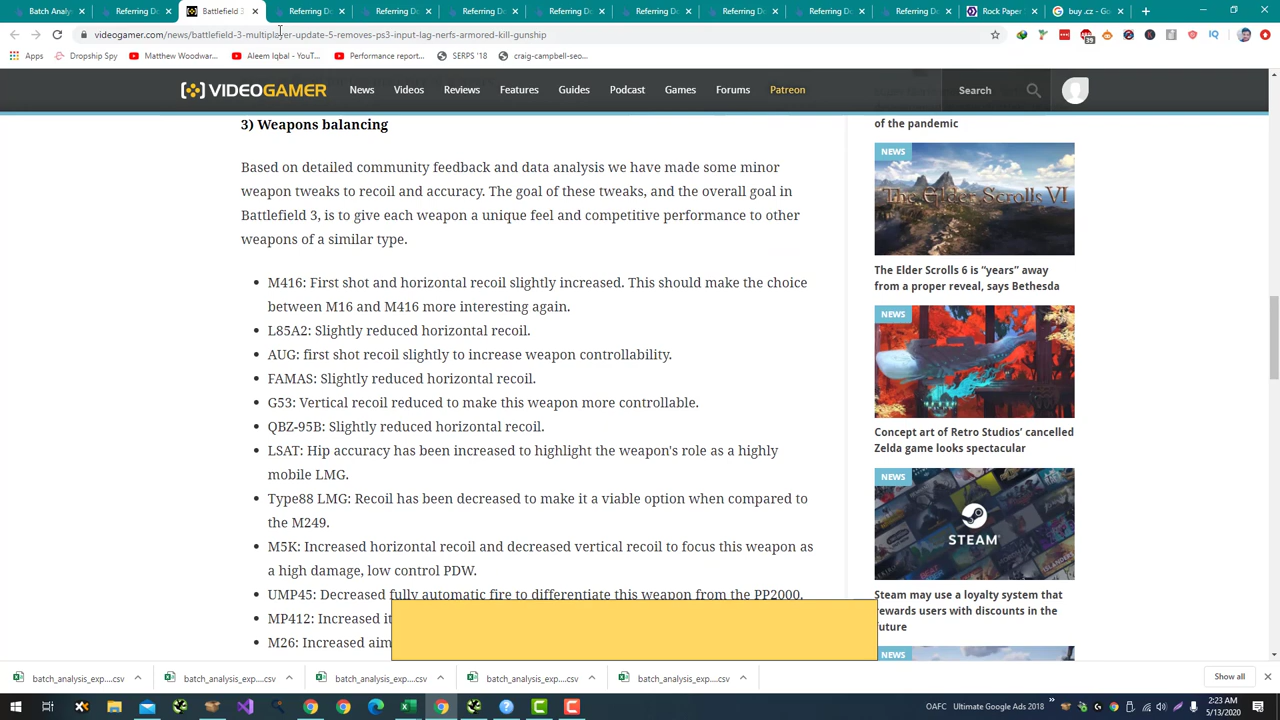 Batch Analy
Referring Do
Battlefield 3
Referring Do
Referring Do
Referring Do
Referring Do
Referring Do
Referring Do
Referring Do
Referring Do
Rock Paper
buy .cz - Go
videogamer.com/news/battlefield-3-multiplayer-update-5-removes-ps3-input-lag-nerfs-armored-kill-gunship
Apps
Dropship Spy
Matthew Woodwar...
Aleem Iqbal - YouT...
Performance report...
SERPS '18
craig-campbell-seo...
VIDEOGAMER
News
Videos
Reviews
Features
Guides
Podcast
Games
Forums
Patreon
Search
3) Weapons balancing
Based on detailed community feedback and data analysis we have made some minor
weapon tweaks to recoil and accuracy. The goal of these tweaks, and the overall goal in
Battlefield 3, is to give each weapon a unique feel and competitive performance to other
weapons of a similar type.
M416: First shot and horizontal recoil slightly increased. This should make the choice
between M16 and M416 more interesting again.
L85A2: Slightly reduced horizontal recoil.
AUG: first shot recoil slightly to increase weapon controllability.
FAMAS: Slightly reduced horizontal recoil.
G53: Vertical recoil reduced to make this weapon more controllable.
QBZ-95B: Slightly reduced horizontal recoil.
LSAT: Hip accuracy has been increased to highlight the weapon's role as a highly
mobile LMG.
Type88 LMG: Recoil has been decreased to make it a viable option when compared to
the M249.
M5K: Increased horizontal recoil and decreased vertical recoil to focus this weapon as
a high damage, low control PDW.
UMP45: Decreased fully automatic fire to differentiate this weapon from the PP2000.
MP412: Increased it
M26: Increased aim
of the pandemic
NEWS
The Elder Scrolls VI
The Elder Scrolls 6 is “years” away
from a proper reveal, says Bethesda
NEWS
Concept art of Retro Studios’ cancelled
Zelda game looks spectacular
NEWS
STEAM
Steam may use a loyalty system that
rewards users with discounts in the
future
NEWS
batch_analysis_exp....csv
batch_analysis_exp....csv
batch_analysis_exp....csv
batch_analysis_exp....csv
batch_analysis_exp....csv
Show all
OAFC
Ultimate Google Ads 2018
2:23 AM
5/13/2020